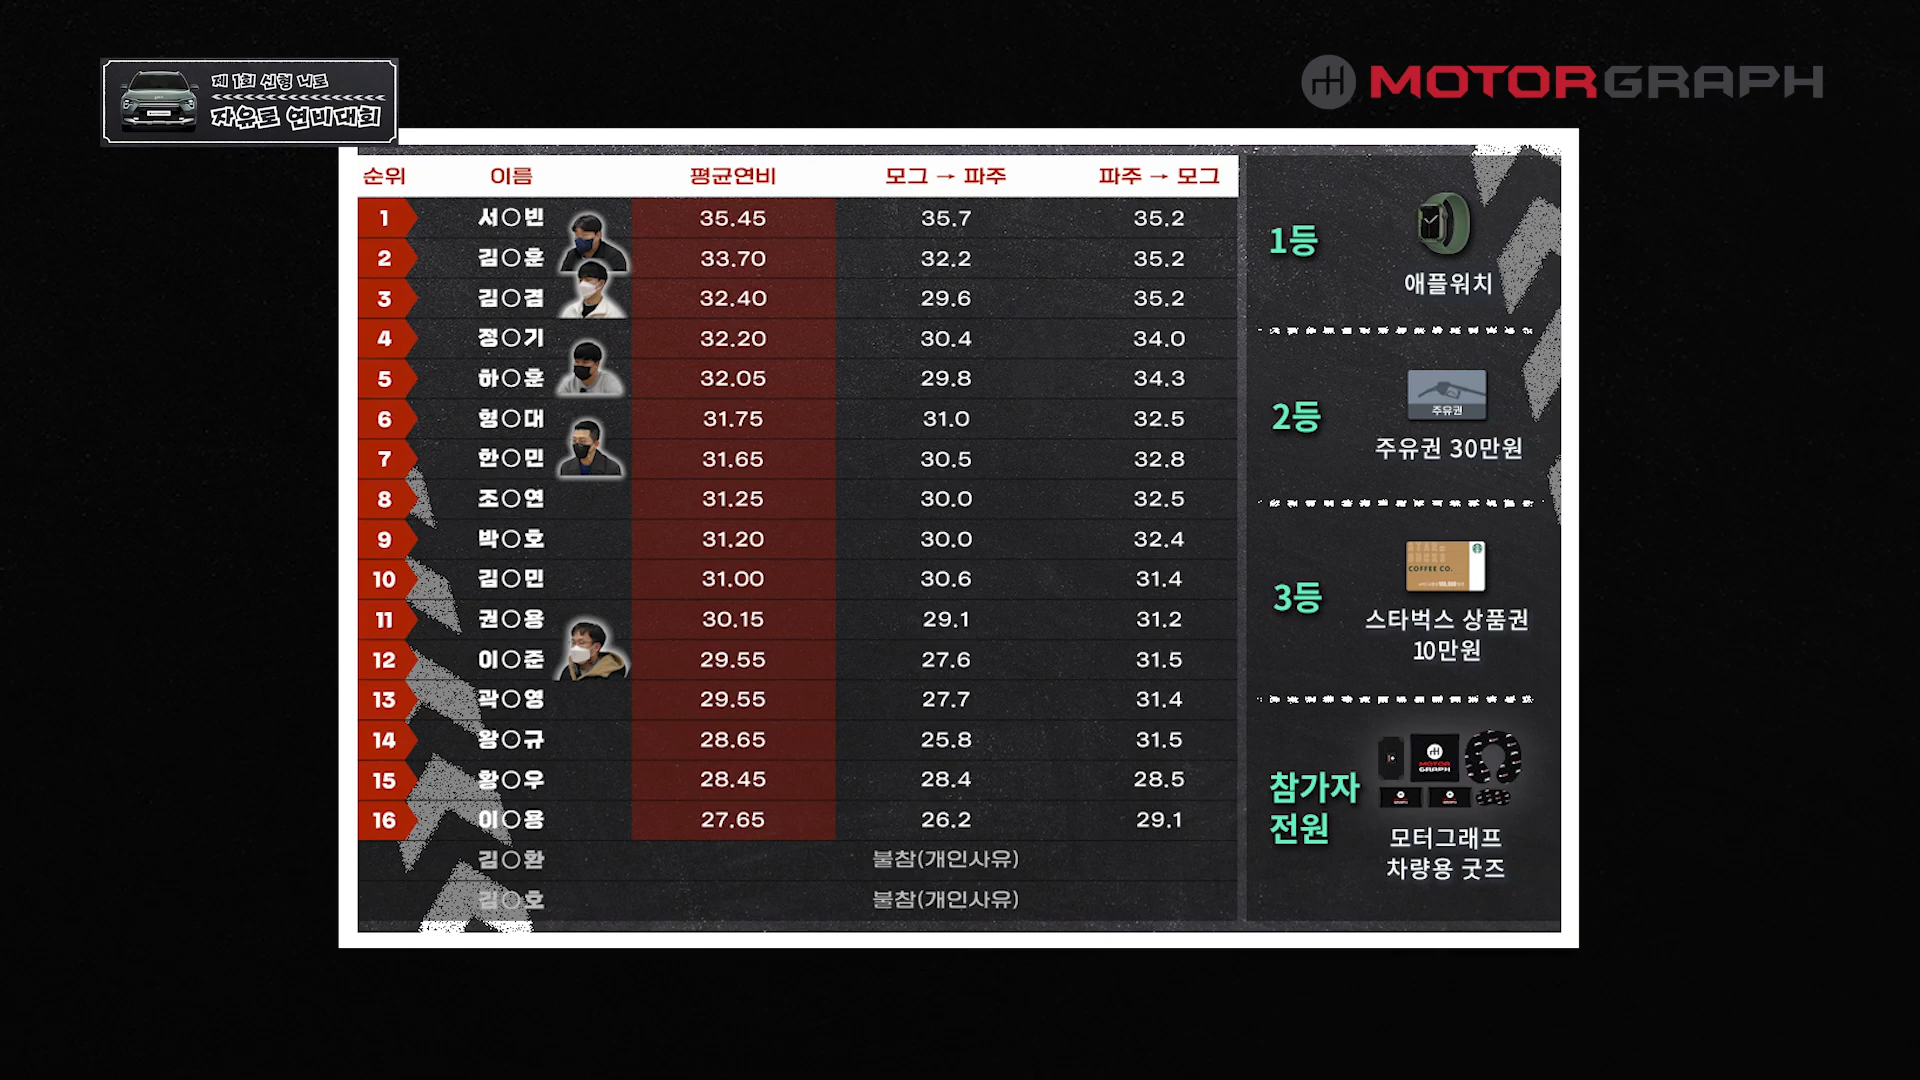 제 1회 신형 니로
자유로 연비대회
MOTORGRAPH
순위 이름 평균연비 모그 → 파주 파주 → 모그
1 서○빈 35.45 35.7 35.2
2 김○훈 33.70 32.2 35.2
3 김○겸 32.40 29.6 35.2
4 정○기 32.20 30.4 34.0
5 하○훈 32.05 29.8 34.3
6 형○대 31.75 31.0 32.5
7 한○민 31.65 30.5 32.8
8 조○연 31.25 30.0 32.5
9 박○호 31.20 30.0 32.4
10 김○민 31.00 30.6 31.4
11 권○용 30.15 29.1 31.2
12 이○준 29.55 27.6 31.5
13 곽○영 29.55 27.7 31.4
14 왕○규 28.65 25.8 31.5
15 황○우 28.45 28.4 28.5
16 이○용 27.65 26.2 29.1
김○환 불참(개인사유)
김○호 불참(개인사유)
1등
애플워치
2등
주유권
주유권 30만원
3등
COFFEE CO.
스타벅스 상품권
10만원
참가자
전원
MOTOR
GRAPH
모터그래프
차량용 굿즈